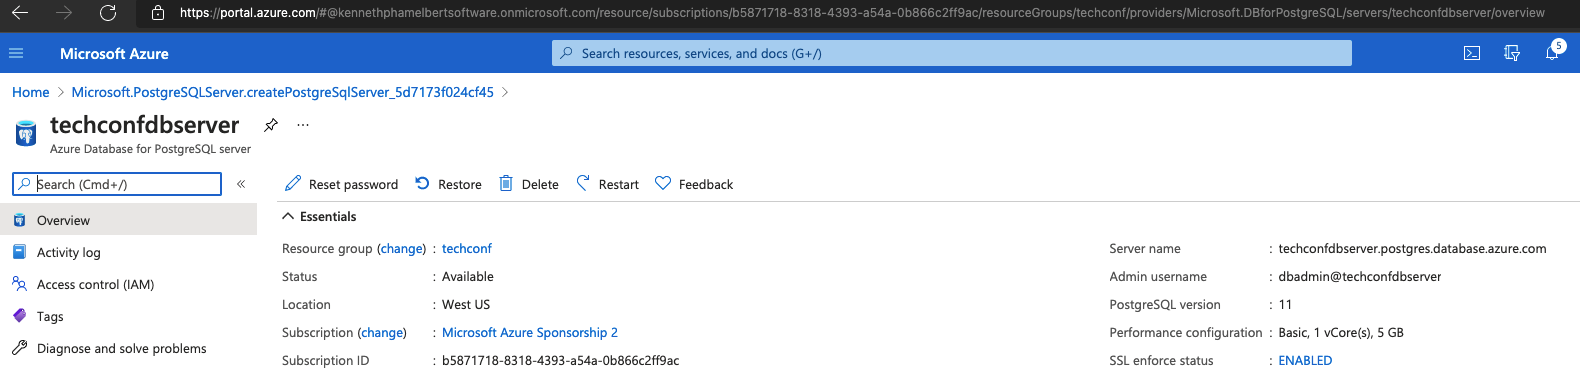 https://portal.azure.com/#@kennethphamelbertsoftware.onmicrosoft.com/resource/subscriptions/b5871718-8318-4393-a54a-0b866c2ff9ac/resourceGroups/techconf/providers/Microsoft.DBforPostgreSQL/servers/techconfdbserver/overview
Microsoft Azure
Search resources, services, and docs (G+/)
5
Home > Microsoft.PostgreSQLServer.createPostgreSqlServer_5d7173f024cf45 >
techconfdbserver
...
Azure Database for PostgreSQL server
Search (Cmd+/) «
Reset password Restore Delete Restart Feedback
Overview
Activity log
Access control (IAM)
Tags
Diagnose and solve problems
Essentials
Resource group (change) : techconf
Status : Available
Location : West US
Subscription (change) : Microsoft Azure Sponsorship 2
Subscription ID : b5871718-8318-4393-a54a-0b866c2ff9ac
Server name : techconfdbserver.postgres.database.azure.com
Admin username : dbadmin@techconfdbserver
PostgreSQL version : 11
Performance configuration : Basic, 1 vCore(s), 5 GB
SSL enforce status : ENABLED